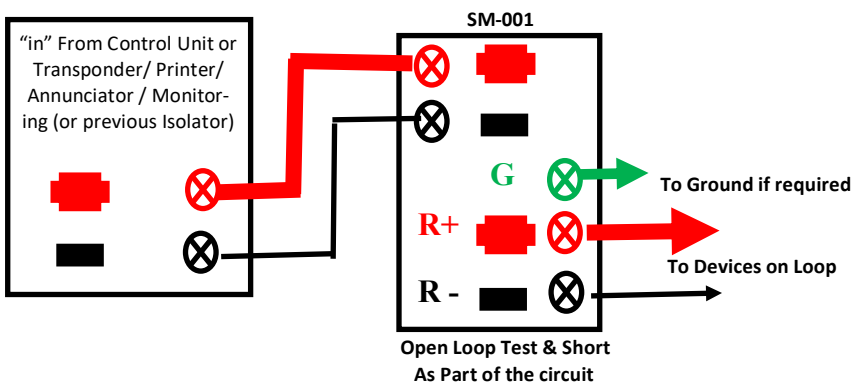 SM-001
“in” From Control Unit or
Transponder/ Printer/
Annunciator / Monitor-
ing (or previous Isolator)
G
To Ground if required
R+
To Devices on Loop
R -
Open Loop Test & Short
As Part of the circuit